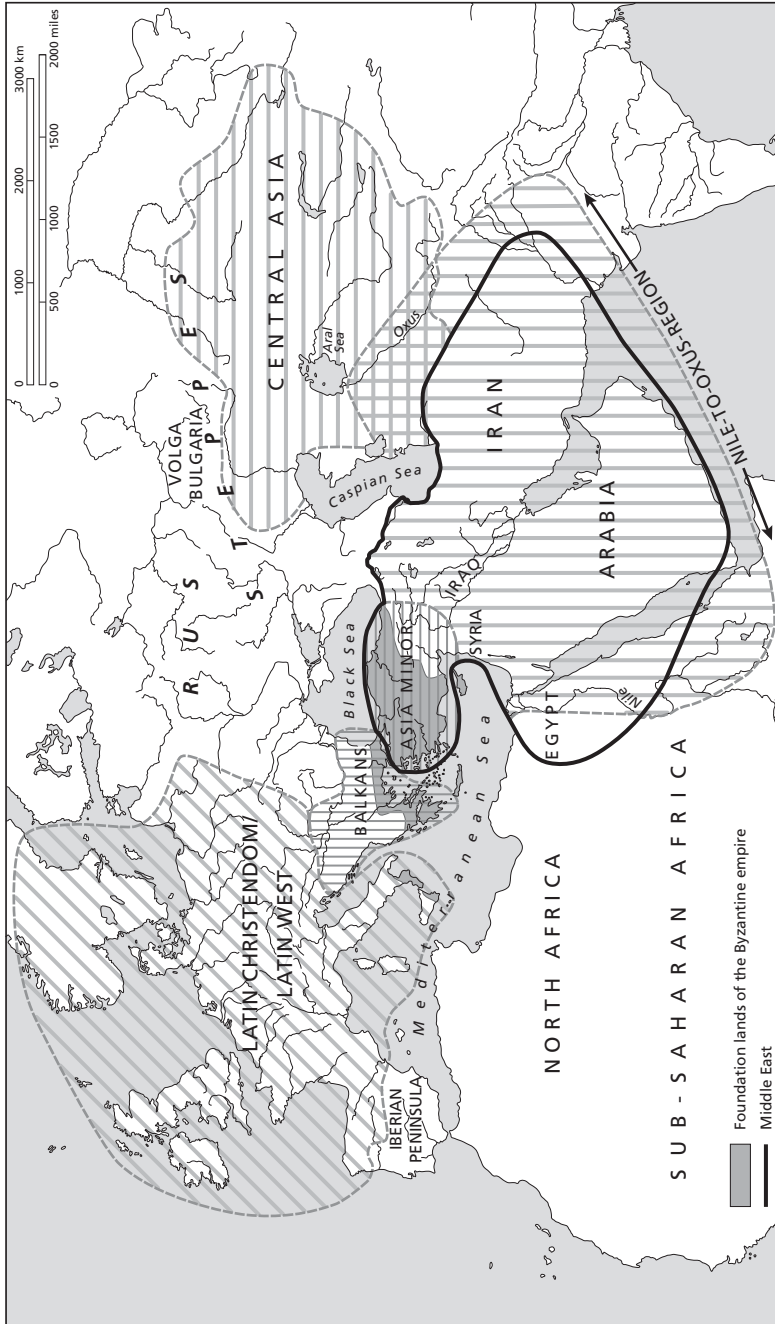 0 1000 2000 3000 km
0 500 1000 1500 2000 miles
RUS
VOLGA
BULGARIA
STEPPES
CENTRAL ASIA
Aral
Sea
Oxus
Caspian Sea
LATIN CHRISTENDOM/
LATIN WEST
Black Sea
BALKANS
ASIA MINOR
IBERIAN
PENINSULA
Mediterranean Sea
SYRIA
IRAQ
IRAN
NORTH AFRICA
EGYPT
Nile
ARABIA
NILE-TO-OXUS-REGION
SUB-SAHARAN AFRICA
Foundation lands of the Byzantine empire
Middle East